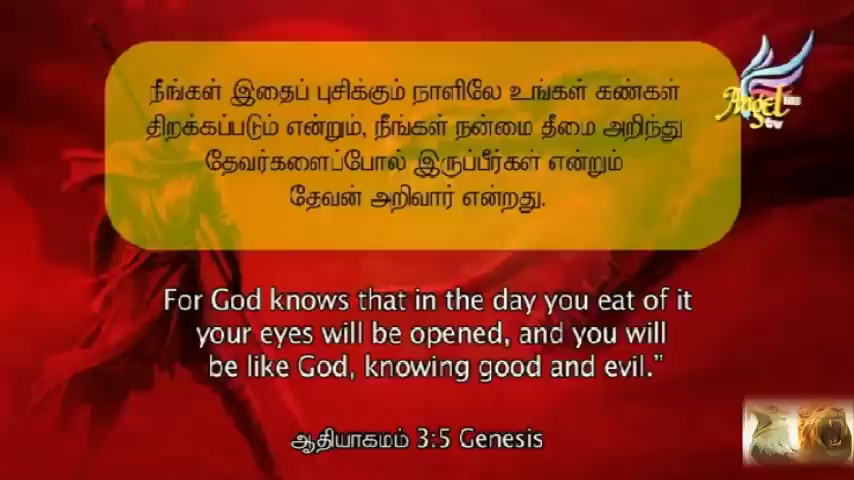 நீங்கள் இதைப் புசிக்கும் நாளிலே உங்கள் கண்கள்
திறக்கப்படும் என்றும், நீங்கள் நன்மை தீமை அறிந்து
தேவர்களைப்போல் இருப்பீர்கள் என்றும்
தேவன் அறிவார் என்றது.
Angel
tv
For God knows that in the day you eat of it
your eyes will be opened, and you will
be like God, knowing good and evil.”
ஆதியாகமம் 3:5 Genesis